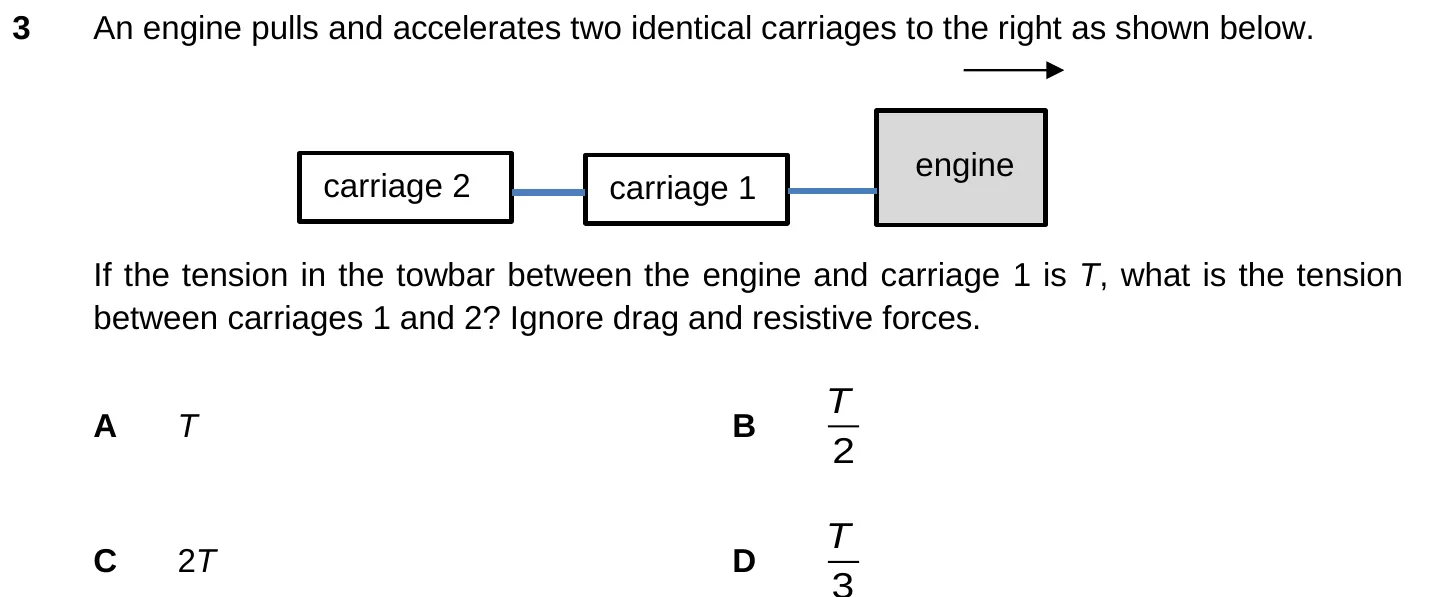 3 An engine pulls and accelerates two identical carriages to the right as shown below.
carriage 2 carriage 1 engine
If the tension in the towbar between the engine and carriage 1 is T, what is the tension
between carriages 1 and 2? Ignore drag and resistive forces.
A T B T/2
C 2T D T/3